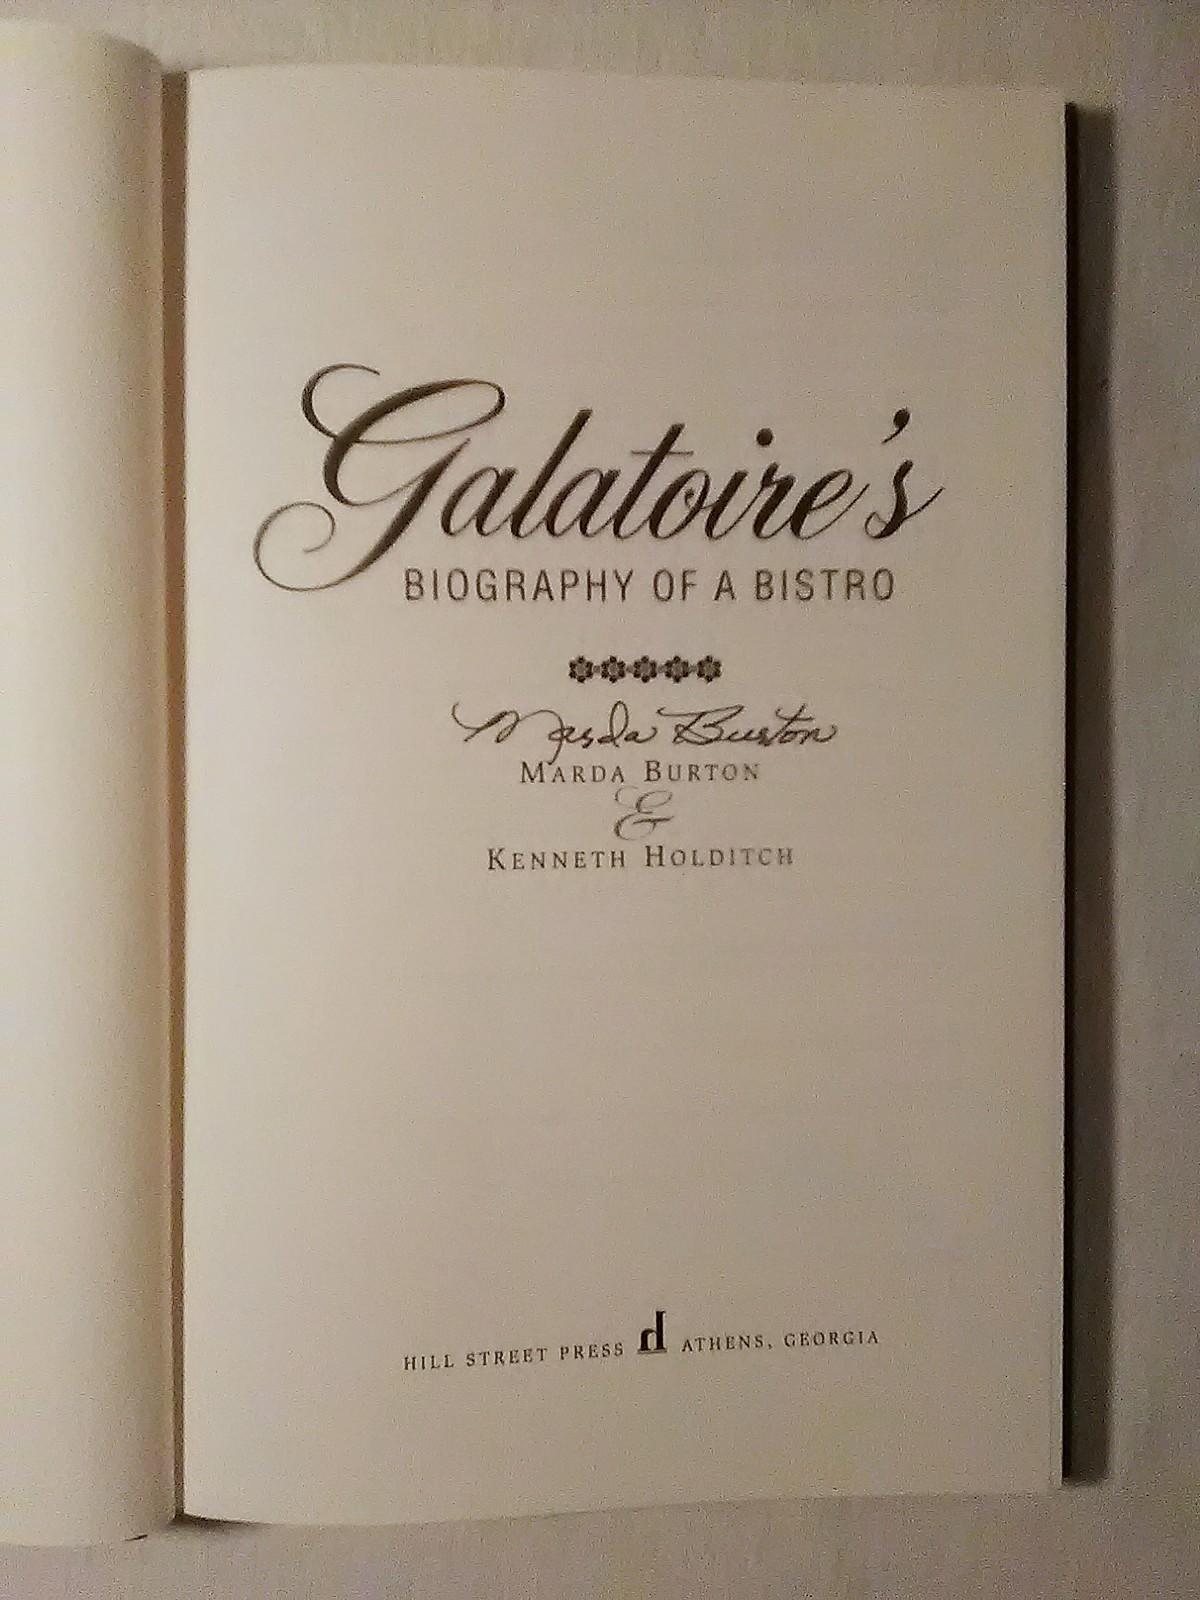 Galatoire's
BIOGRAPHY OF A BISTRO
Marda Burton
MARDA BURTON
&
KENNETH HOLDITCH
HILL STREET PRESS ATHENS, GEORGIA